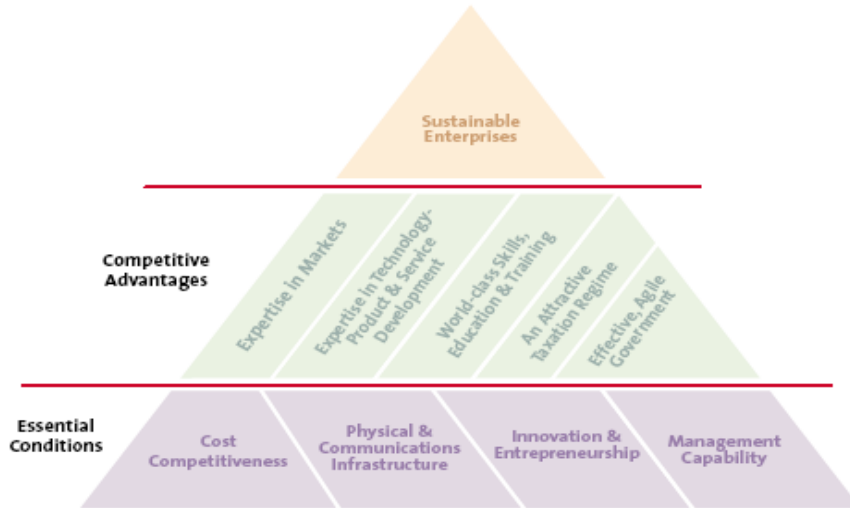 Sustainable
Enterprises
Competitive
Advantages
Expertise in Markets
Expertise in Technology-
Product & Service
Development
World-class Skills,
Education & Training
An Attractive
Taxation Regime
Effective, Agile
Government
Essential
Conditions
Cost
Competitiveness
Physical &
Communications
Infrastructure
Innovation &
Entrepreneurship
Management
Capability